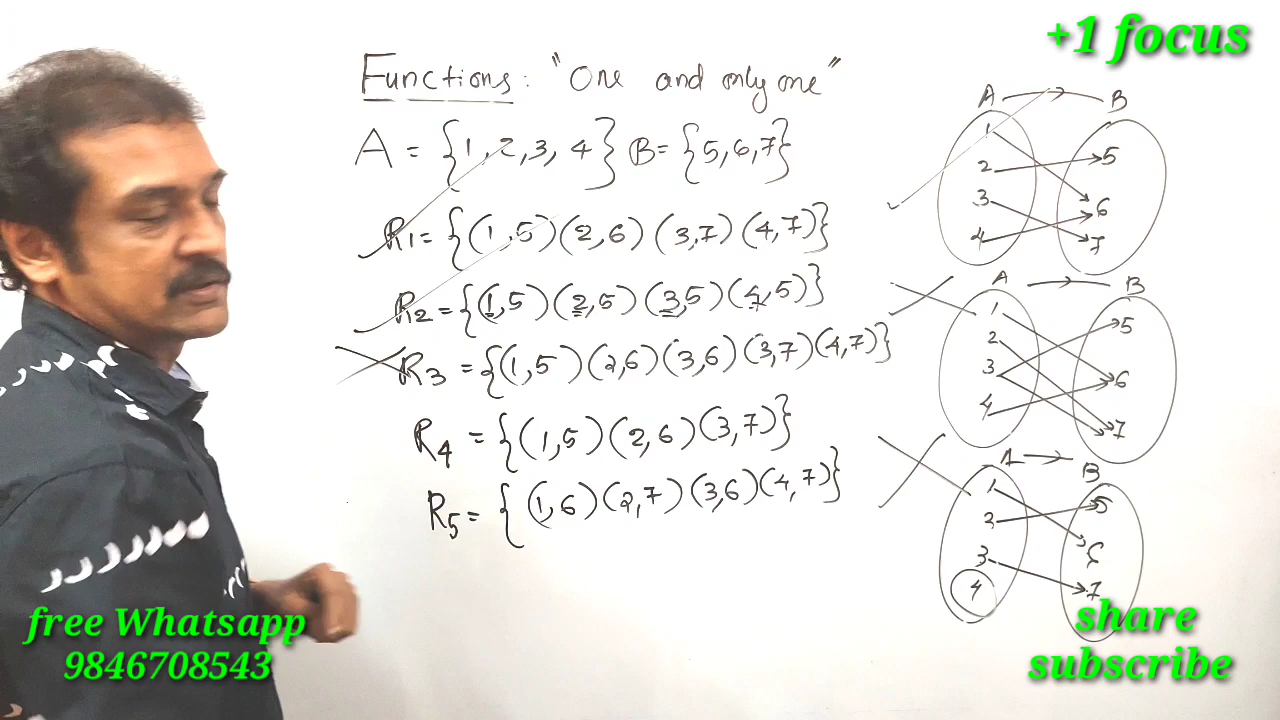 +1 focus
Functions: "One and only one"
A = {1, 2, 3, 4} B = {5, 6, 7}
R1 = {(1,5) (2,6) (3,7) (4,7)}
R2 = {(1,5) (2,5) (3,5) (4,5)}
R3 = {(1,5) (2,6) (3,6) (3,7) (4,7)}
R4 = {(1,5) (2,6) (3,7)}
R5 = {(1,6) (2,7) (3,6) (4,7)}
A → B
1
2 5
3 6
4 7
A → B
1 5
2
3 6
4 7
A → B
1 5
2
3 6
4 7
free Whatsapp
9846708543
share
subscribe